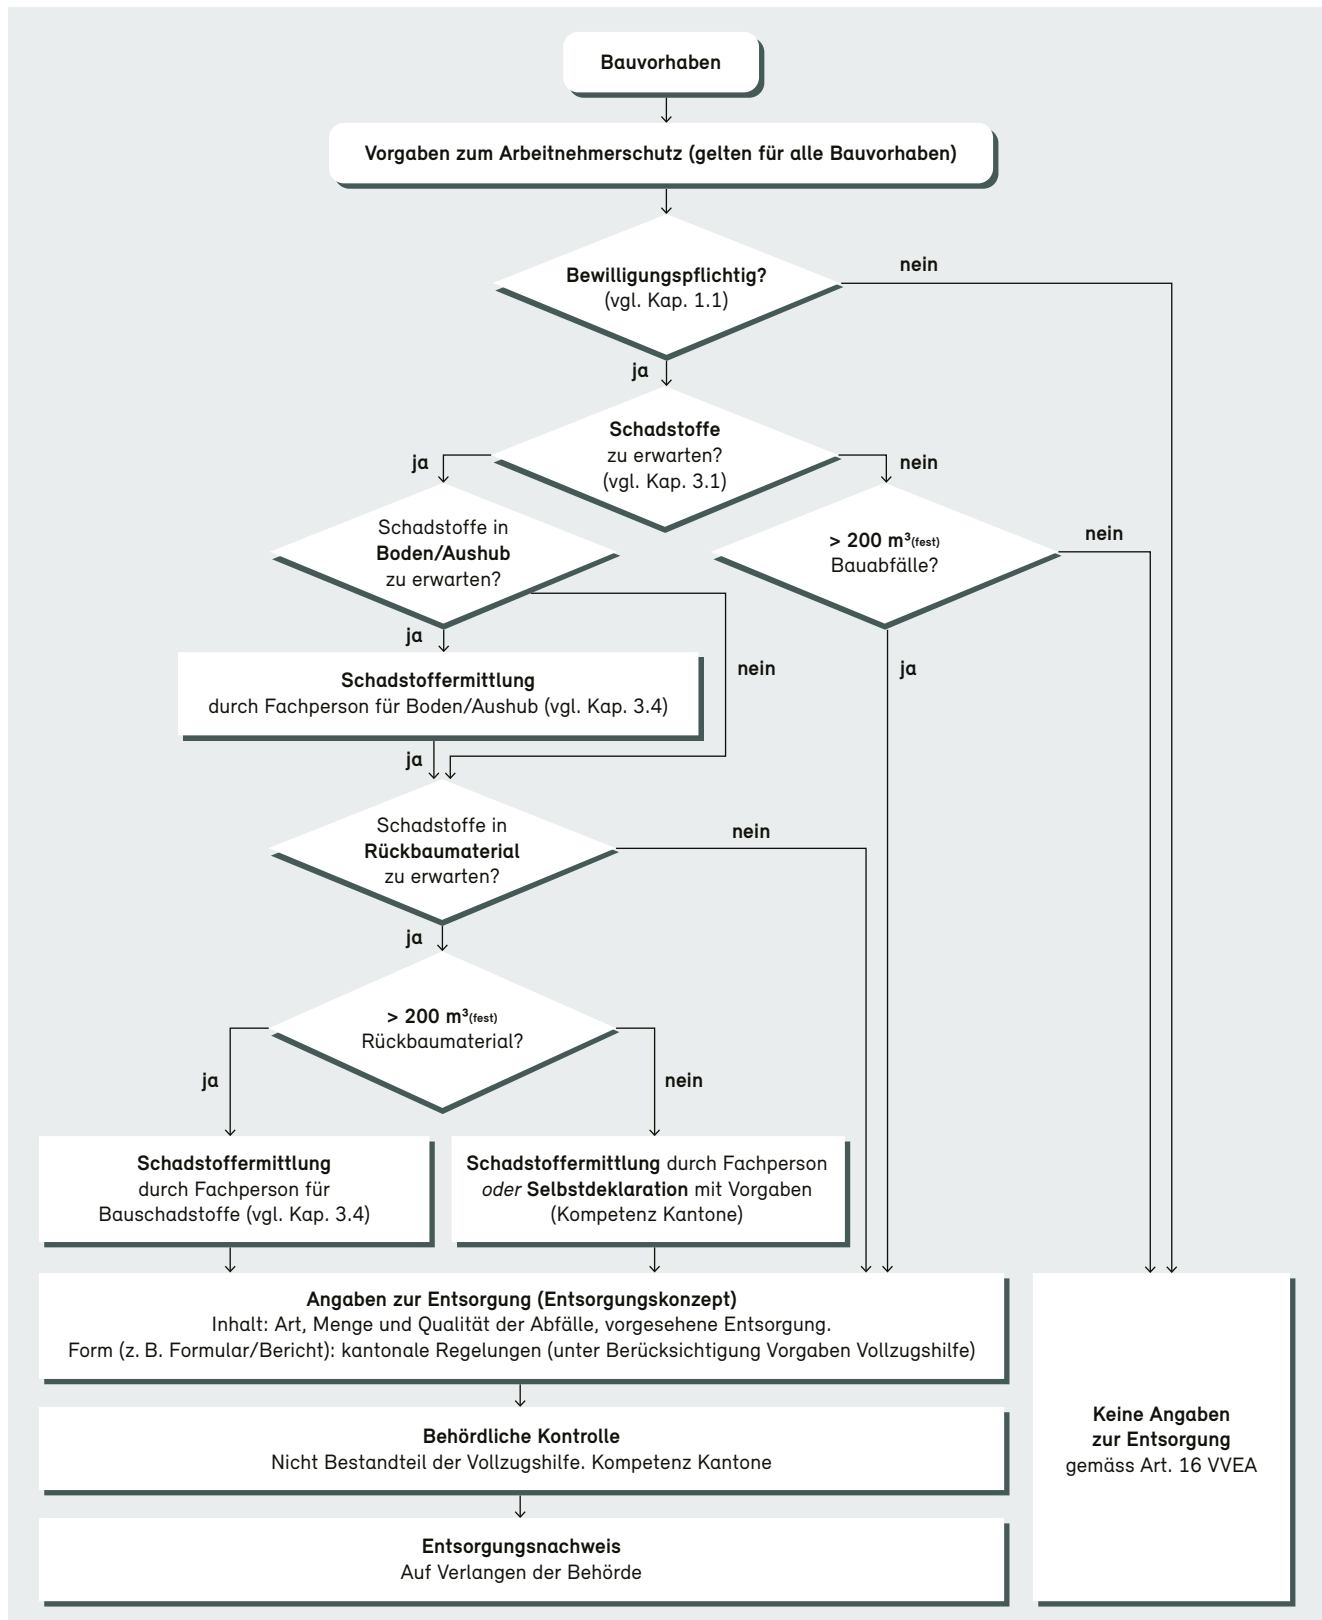 Bauvorhaben
Vorgaben zum Arbeitnehmerschutz (gelten für alle Bauvorhaben)
Bewilligungspflichtig?
(vgl. Kap. 1.1)
nein
ja
Schadstoffe
zu erwarten?
(vgl. Kap. 3.1)
ja
nein
Schadstoffe in
Boden/Aushub
zu erwarten?
> 200 m³(fest)
Bauabfälle?
nein
ja
nein
ja
Schadstoffermittlung
durch Fachperson für Boden/Aushub (vgl. Kap. 3.4)
ja
Schadstoffe in
Rückbaumaterial
zu erwarten?
nein
ja
> 200 m³(fest)
Rückbaumaterial?
ja
nein
Schadstoffermittlung
durch Fachperson für
Bauschadstoffe (vgl. Kap. 3.4)
Schadstoffermittlung durch Fachperson
oder Selbstdeklaration mit Vorgaben
(Kompetenz Kantone)
Angaben zur Entsorgung (Entsorgungskonzept)
Inhalt: Art, Menge und Qualität der Abfälle, vorgesehene Entsorgung.
Form (z. B. Formular/Bericht): kantonale Regelungen (unter Berücksichtigung Vorgaben Vollzugshilfe)
Behördliche Kontrolle
Nicht Bestandteil der Vollzugshilfe. Kompetenz Kantone
Entsorgungsnachweis
Auf Verlangen der Behörde
Keine Angaben
zur Entsorgung
gemäss Art. 16 VVEA